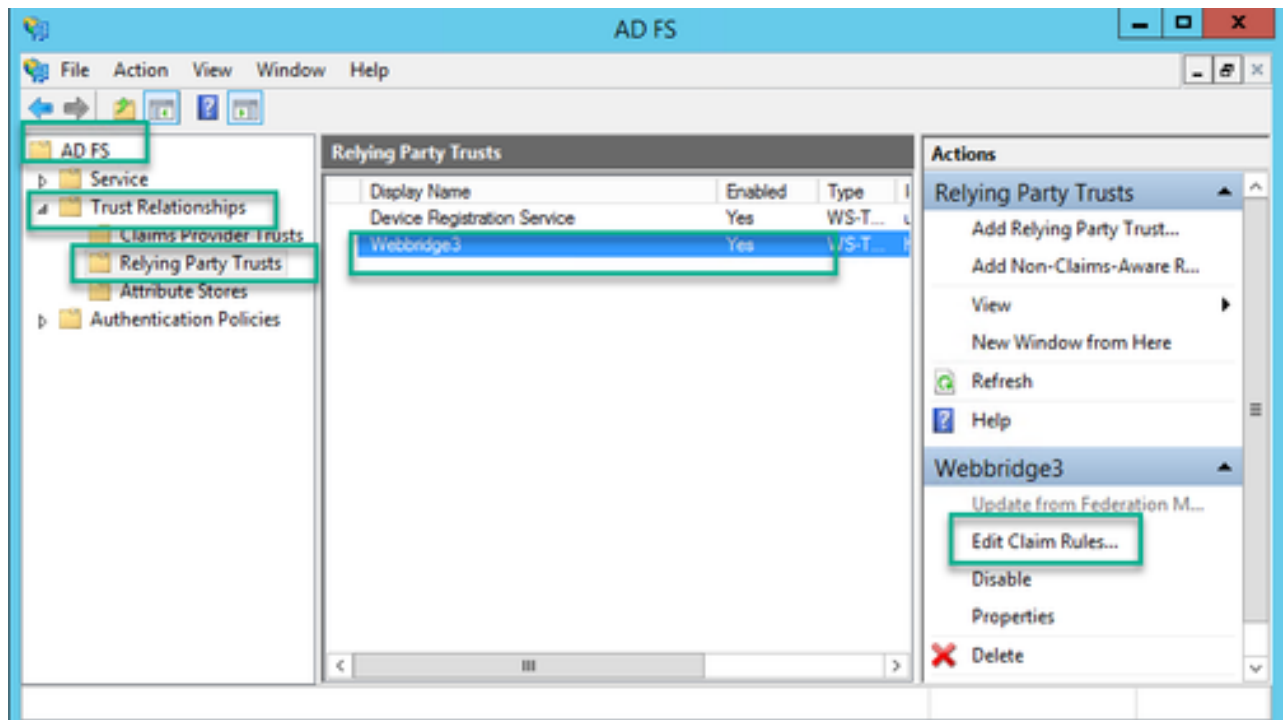 AD FS
File Action View Window Help
AD FS
Service
Trust Relationships
Claims Provider Trusts
Relying Party Trusts
Attribute Stores
Authentication Policies
Relying Party Trusts
Display Name Enabled Type
Device Registration Service Yes WS-T...
Webbridge3 Yes WS-T...
Actions
Relying Party Trusts
Add Relying Party Trust...
Add Non-Claims-Aware R...
View
New Window from Here
Refresh
Help
Webbridge3
Update from Federation M...
Edit Claim Rules...
Disable
Properties
Delete